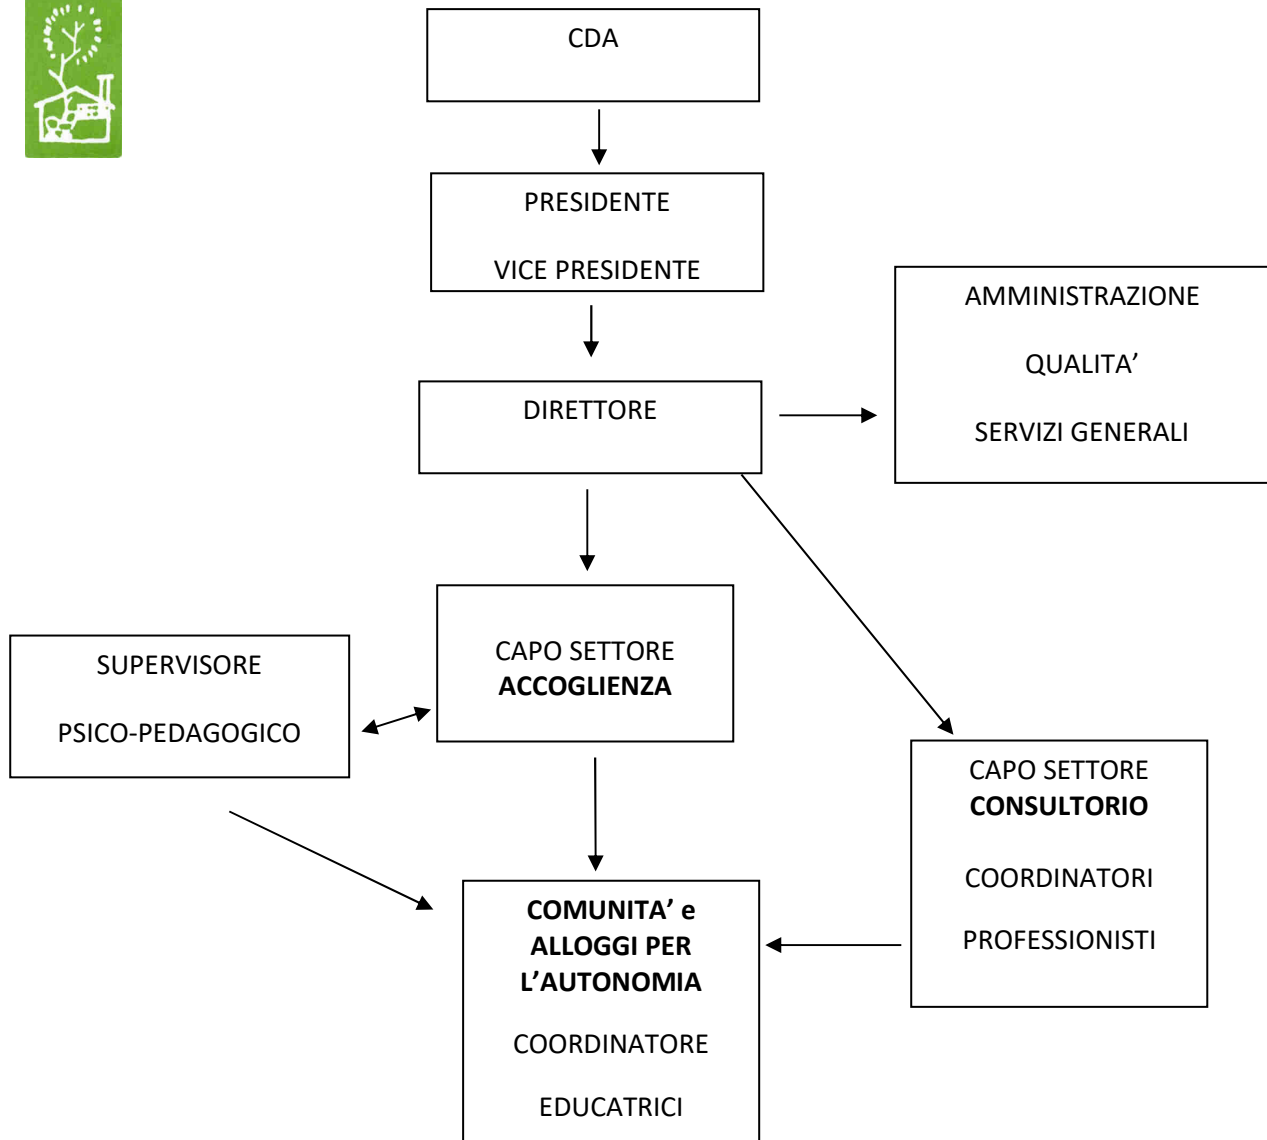 CDA
PRESIDENTE
VICE PRESIDENTE
AMMINISTRAZIONE
QUALITA’
SERVIZI GENERALI
DIRETTORE
CAPO SETTORE
ACCOGLIENZA
SUPERVISORE
PSICO-PEDAGOGICO
CAPO SETTORE
CONSULTORIO
COORDINATORI
PROFESSIONISTI
COMUNITA’ e
ALLOGGI PER
L’AUTONOMIA
COORDINATORE
EDUCATRICI